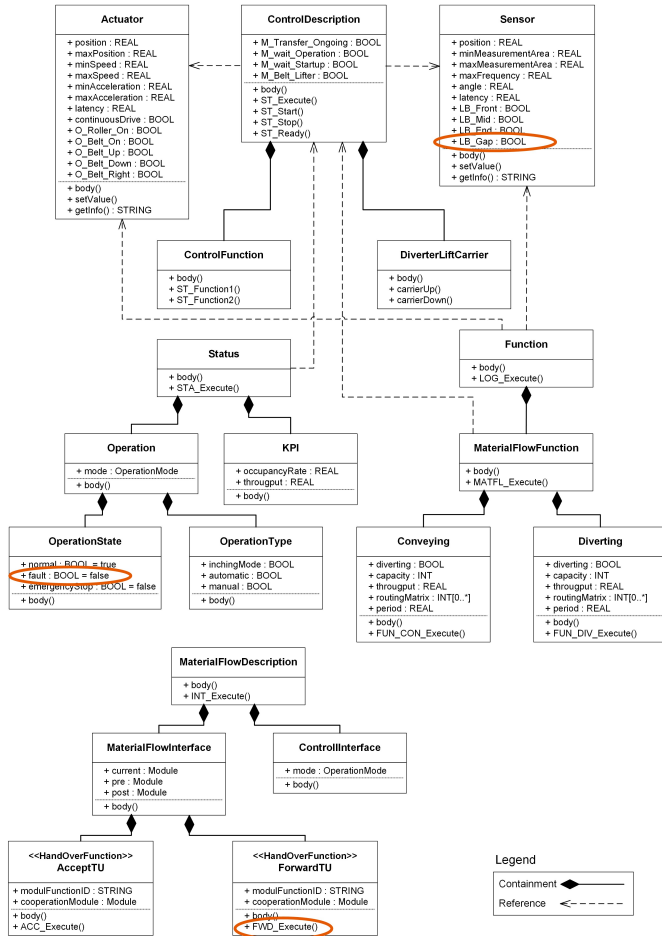 Actuator
+ position : REAL
+ maxPosition : REAL
+ minSpeed : REAL
+ maxSpeed : REAL
+ minAcceleration : REAL
+ maxAcceleration : REAL
+ latency : REAL
+ continuousDrive : BOOL
+ O_Roller_On : BOOL
+ O_Belt_On : BOOL
+ O_Belt_Up : BOOL
+ O_Belt_Down : BOOL
+ O_Belt_Right : BOOL
+ body()
+ setValue()
+ getInfo() : STRING
ControlDescription
+ M_Transfer_Ongoing : BOOL
+ M_wait_Operation : BOOL
+ M_wait_Startup : BOOL
+ M_Belt_Lifter : BOOL
+ body()
+ ST_Execute()
+ ST_Start()
+ ST_Stop()
+ ST_Ready()
Sensor
+ position : REAL
+ minMeasurementArea : REAL
+ maxMeasurementArea : REAL
+ maxFrequency : REAL
+ angle : REAL
+ latency : REAL
+ LB_Front : BOOL
+ LB_Mid : BOOL
+ LB_End : BOOL
+ LB_Gap : BOOL
+ body()
+ setValue()
+ getInfo() : STRING
ControlFunction
+ body()
+ ST_Function1()
+ ST_Function2()
DiverterLiftCarrier
+ body()
+ carrierUp()
+ carrierDown()
Status
+ body()
+ STA_Execute()
Function
+ body()
+ LOG_Execute()
Operation
+ mode : OperationMode
+ body()
KPI
+ occupancyRate : REAL
+ througput : REAL
+ body()
MaterialFlowFunction
+ body()
+ MATFL_Execute()
OperationState
+ normal : BOOL = true
+ fault : BOOL = false
+ emergencyStop : BOOL = false
+ body()
OperationType
+ inchingMode : BOOL
+ automatic : BOOL
+ manual : BOOL
+ body()
Conveying
+ diverting : BOOL
+ capacity : INT
+ througput : REAL
+ routingMatrix : INT[0..*]
+ period : REAL
+ body()
+ FUN_CON_Execute()
Diverting
+ diverting : BOOL
+ capacity : INT
+ througput : REAL
+ routingMatrix : INT[0..*]
+ period : REAL
+ body()
+ FUN_DIV_Execute()
MaterialFlowDescription
+ body()
+ INT_Execute()
MaterialFlowInterface
+ current : Module
+ pre : Module
+ post : Module
+ body()
ControllInterface
+ mode : OperationMode
+ body()
<<HandOverFunction>>
AcceptTU
+ modulFunctionID : STRING
+ cooperationModule : Module
+ body()
+ ACC_Execute()
<<HandOverFunction>>
ForwardTU
+ modulFunctionID : STRING
+ cooperationModule : Module
+ body()
+ FWD_Execute()
Legend
Containment
Reference